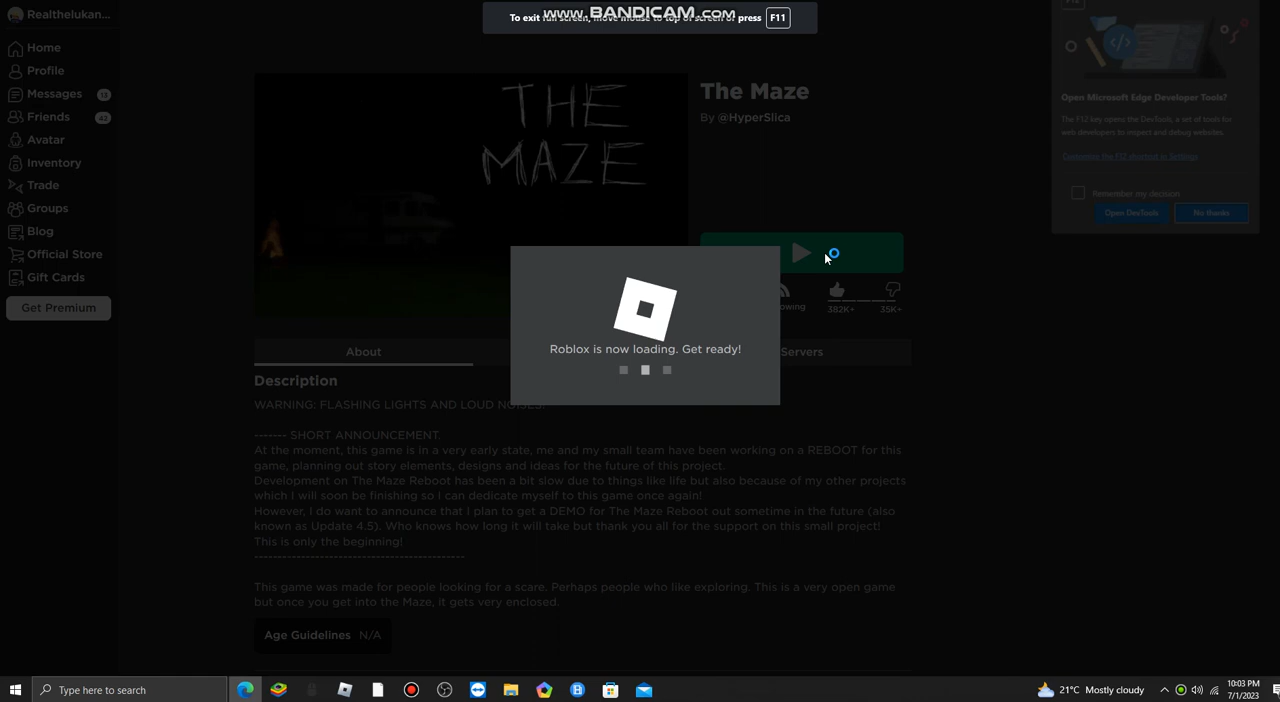 Realthelukan...
Home
Profile
Messages 13
Friends 42
Avatar
Inventory
Trade
Groups
Blog
Official Store
Gift Cards
Get Premium
www.BANDICAM.com
To exit full screen, move mouse to top of screen or press F11
THE
MAZE
The Maze
By @HyperSlica
382K+
35K+
Roblox is now loading. Get ready!
About
Servers
Description
WARNING: FLASHING LIGHTS AND LOUD NOISES!
------- SHORT ANNOUNCEMENT.
At the moment, this game is in a very early state, me and my small team have been working on a REBOOT for this
game, planning out story elements, designs and ideas for the future of this project.
Development on The Maze Reboot has been a bit slow due to things like life but also because of my other projects
which I will soon be finishing so I can dedicate myself to this game once again!
However, I do want to announce that I plan to get a DEMO for The Maze Reboot out sometime in the future (also
known as Update 4.5). Who knows how long it will take but thank you all for the support on this small project!
This is only the beginning!
--------------------------------------------
This game was made for people looking for a scare. Perhaps people who like exploring. This is a very open game
but once you get into the Maze, it gets very enclosed.
Age Guidelines N/A
F12
Open Microsoft Edge Developer Tools?
The F12 key opens the DevTools, a set of tools for
web developers to inspect and debug websites.
Customize the F12 shortcut in Settings
Remember my decision
Open DevTools No thanks
Type here to search
21°C Mostly cloudy
10:03 PM
7/1/2023